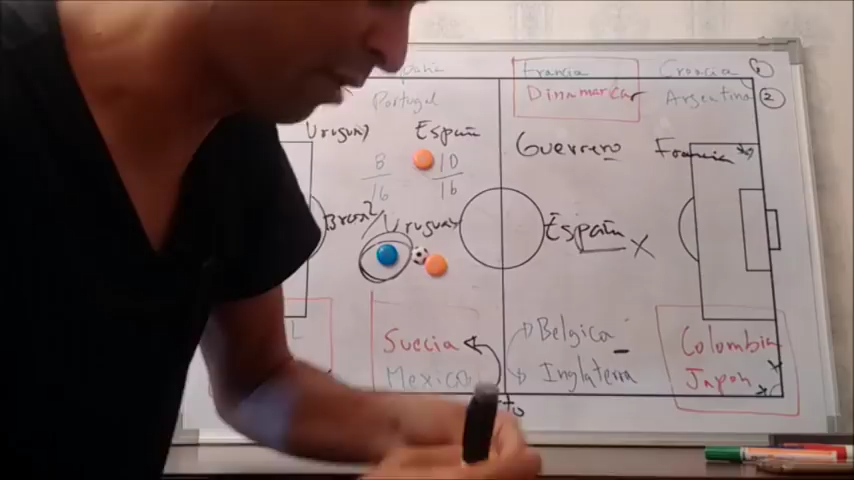 España
Portugal
Francia
Dinamarca
Croacia
Argentina
1
2
Uruguay
España
Guerrero
Francia
8
16
10
16
Brasil
Uruguay
España X
Suecia
Mexico
Belgica
Inglaterra
Colombia
Japon